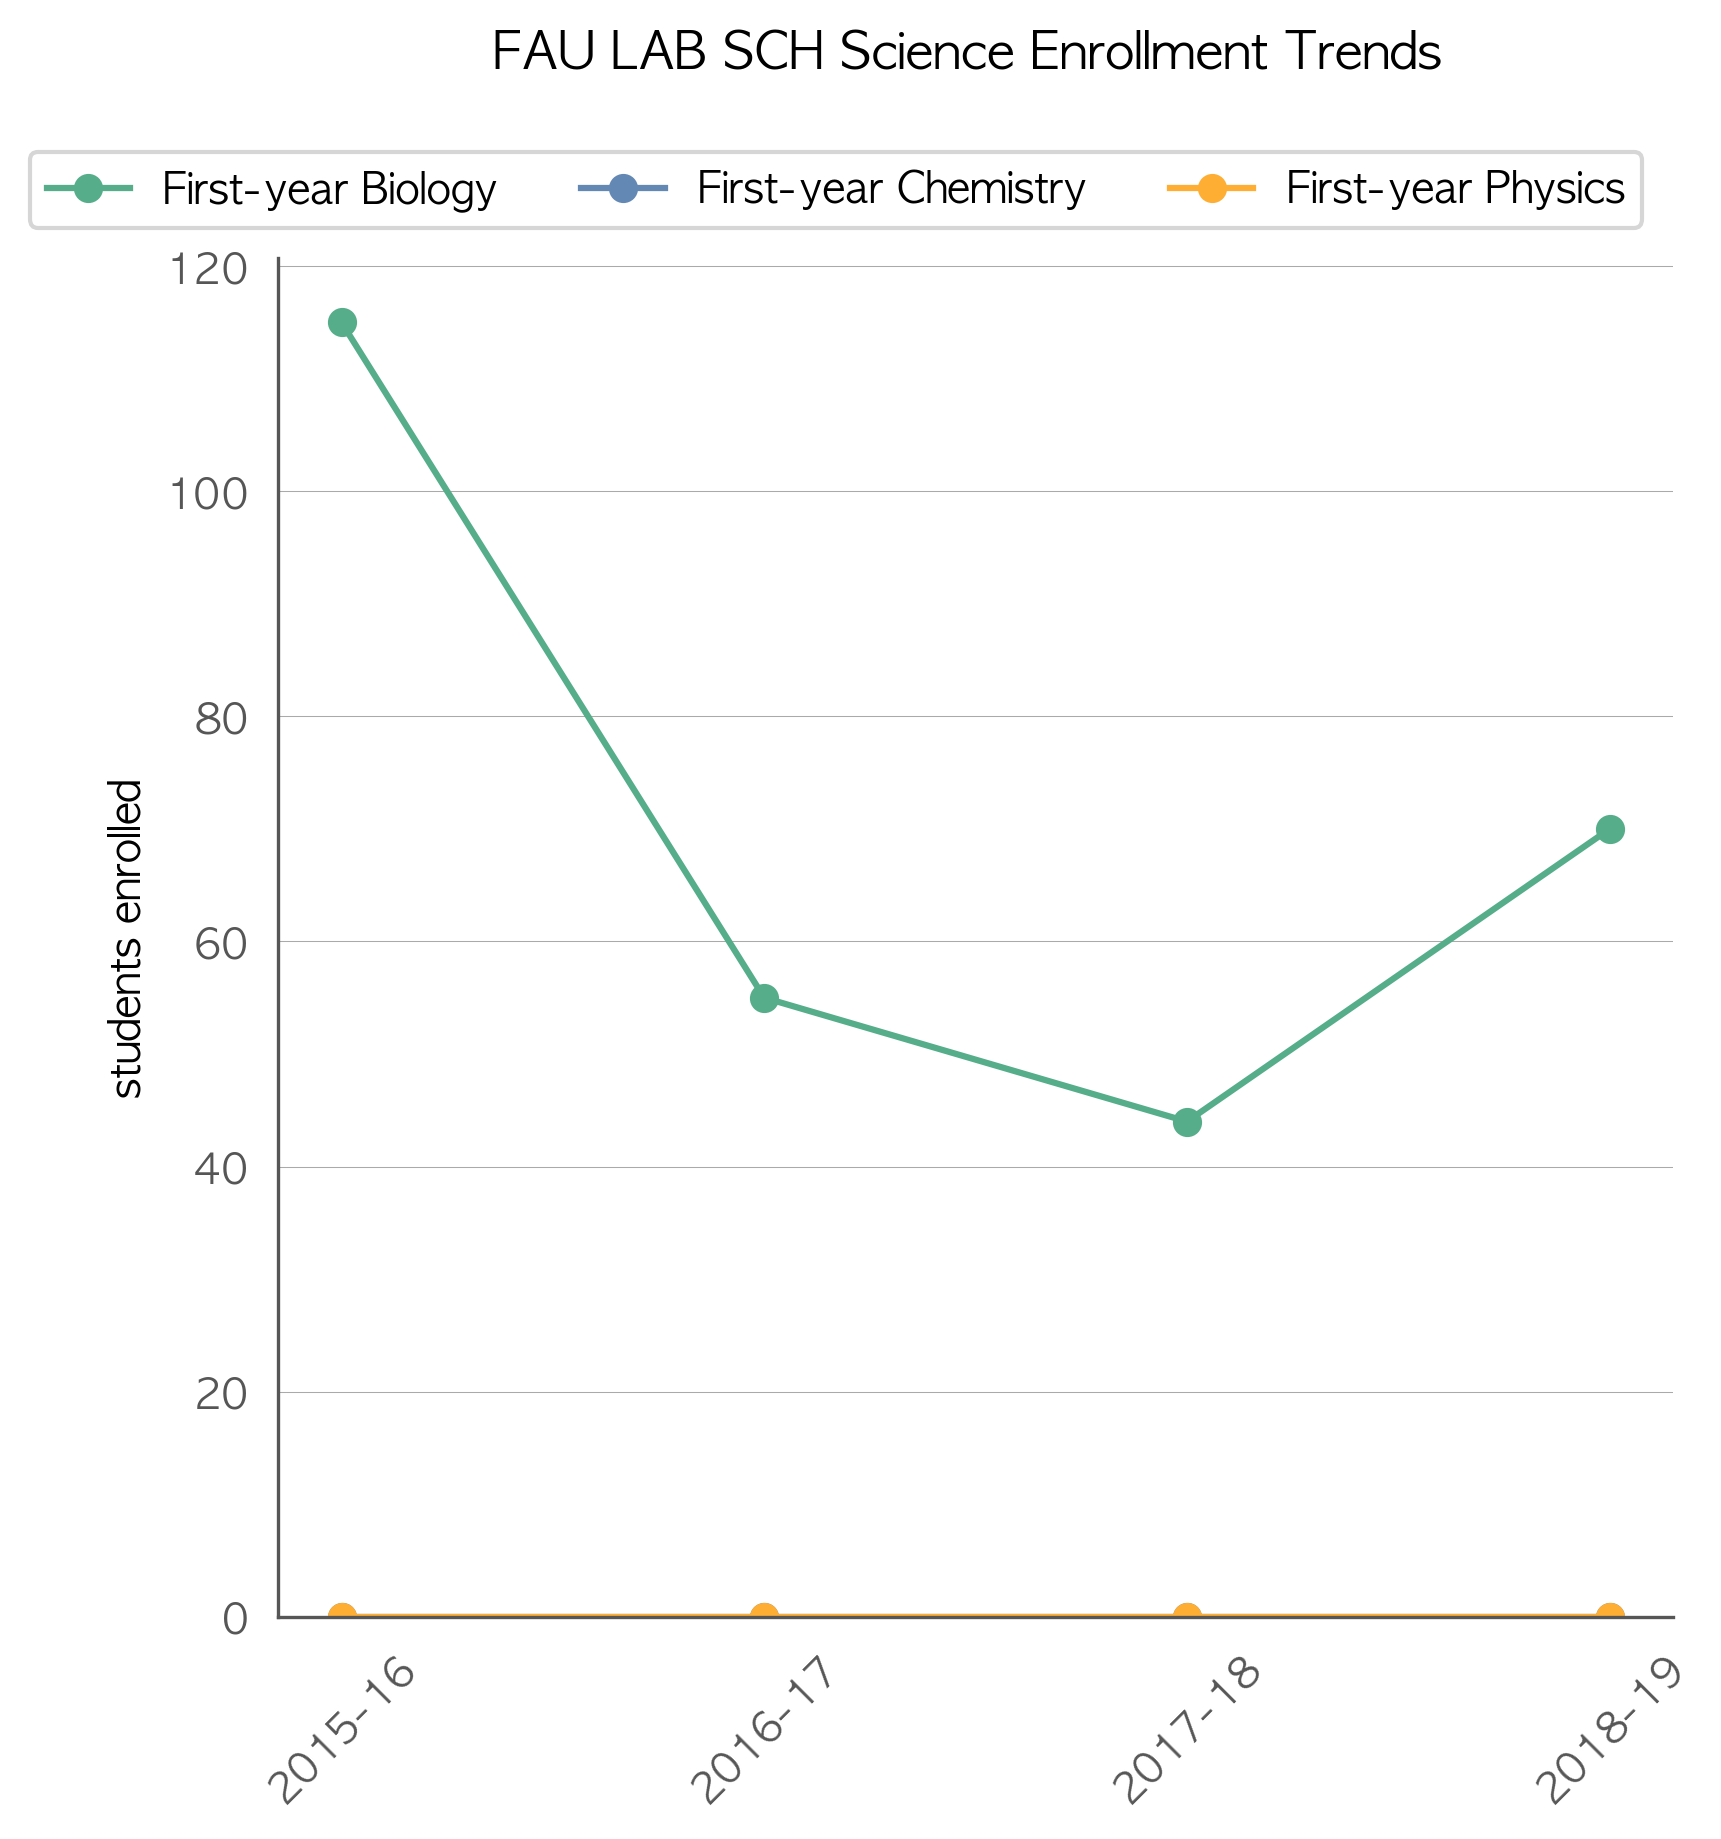 FAU LAB SCH Science Enrollment Trends
First-year Biology First-year Chemistry First-year Physics
120
100
80
60
40
20
0
students enrolled
2015-16 2016-17 2017-18 2018-19